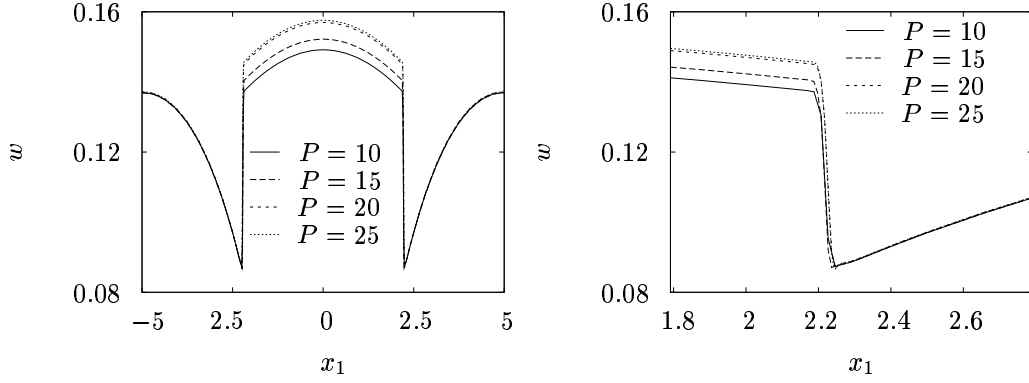 0.16
0.12
0.08
w
−5
2.5
0
2.5
5
x1
P = 10
P = 15
P = 20
P = 25
0.16
0.12
0.08
w
1.8
2
2.2
2.4
2.6
x1
P = 10
P = 15
P = 20
P = 25